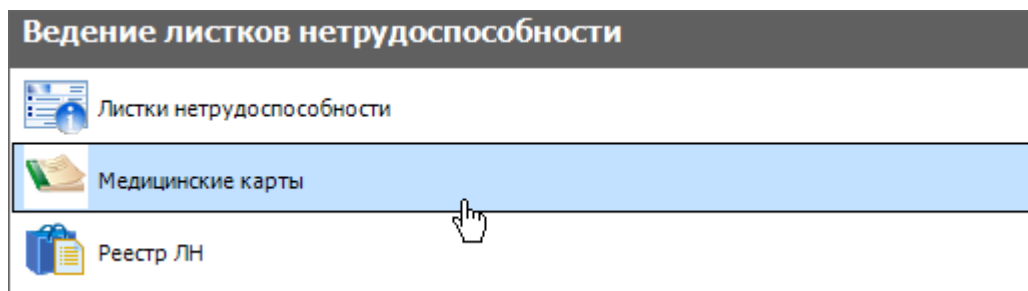 Ведение листков нетрудоспособности
Листки нетрудоспособности
Медицинские карты
Реестр ЛН